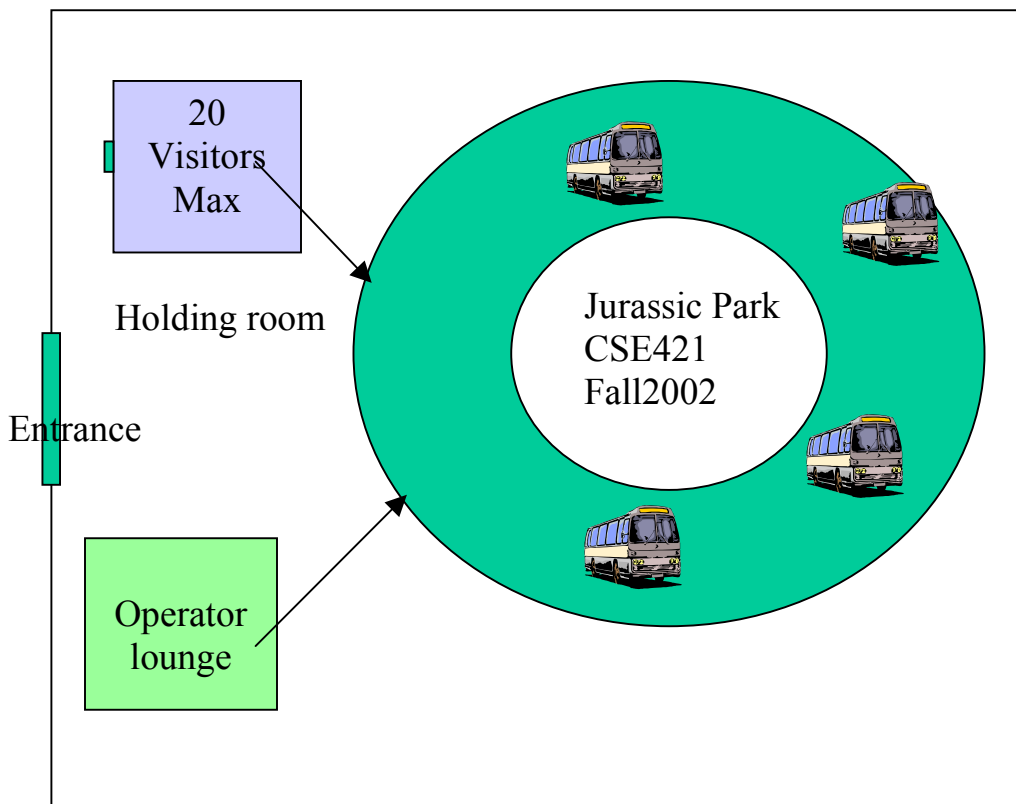 20
Visitors
Max
Holding room
Jurassic Park
CSE421
Fall2002
Entrance
Operator
lounge